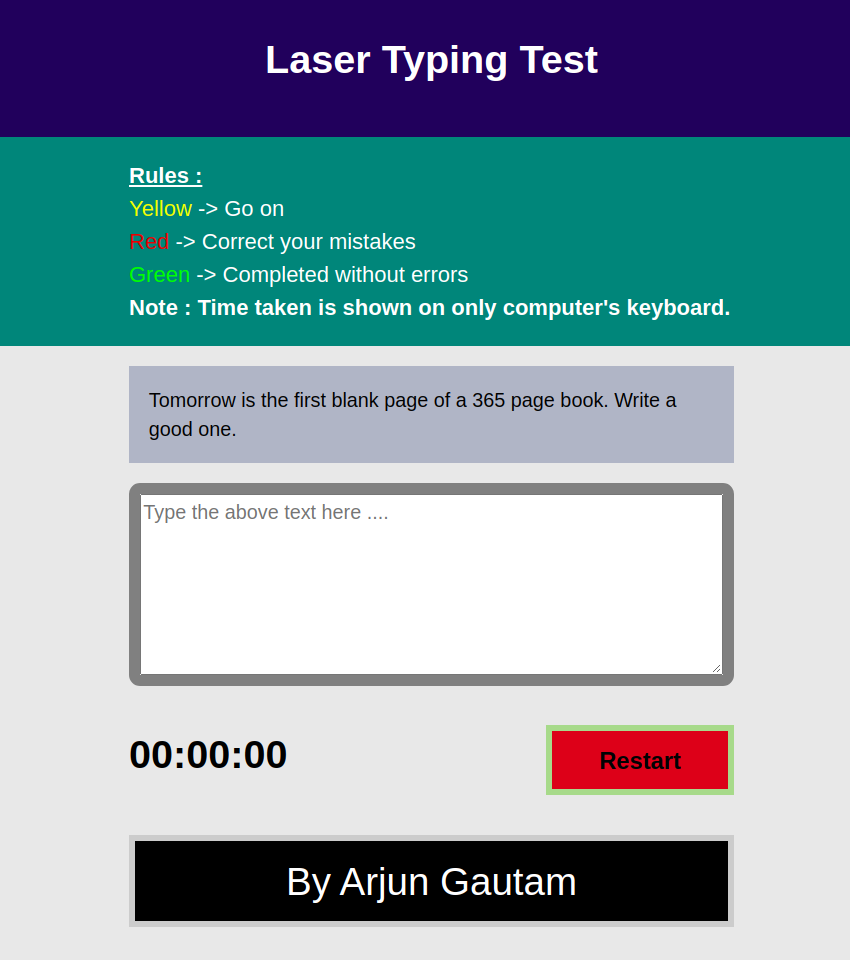 Laser Typing Test
Rules :
Yellow -> Go on
Red -> Correct your mistakes
Green -> Completed without errors
Note : Time taken is shown on only computer's keyboard.
Tomorrow is the first blank page of a 365 page book. Write a
good one.
Type the above text here ....
00:00:00
Restart
By Arjun Gautam